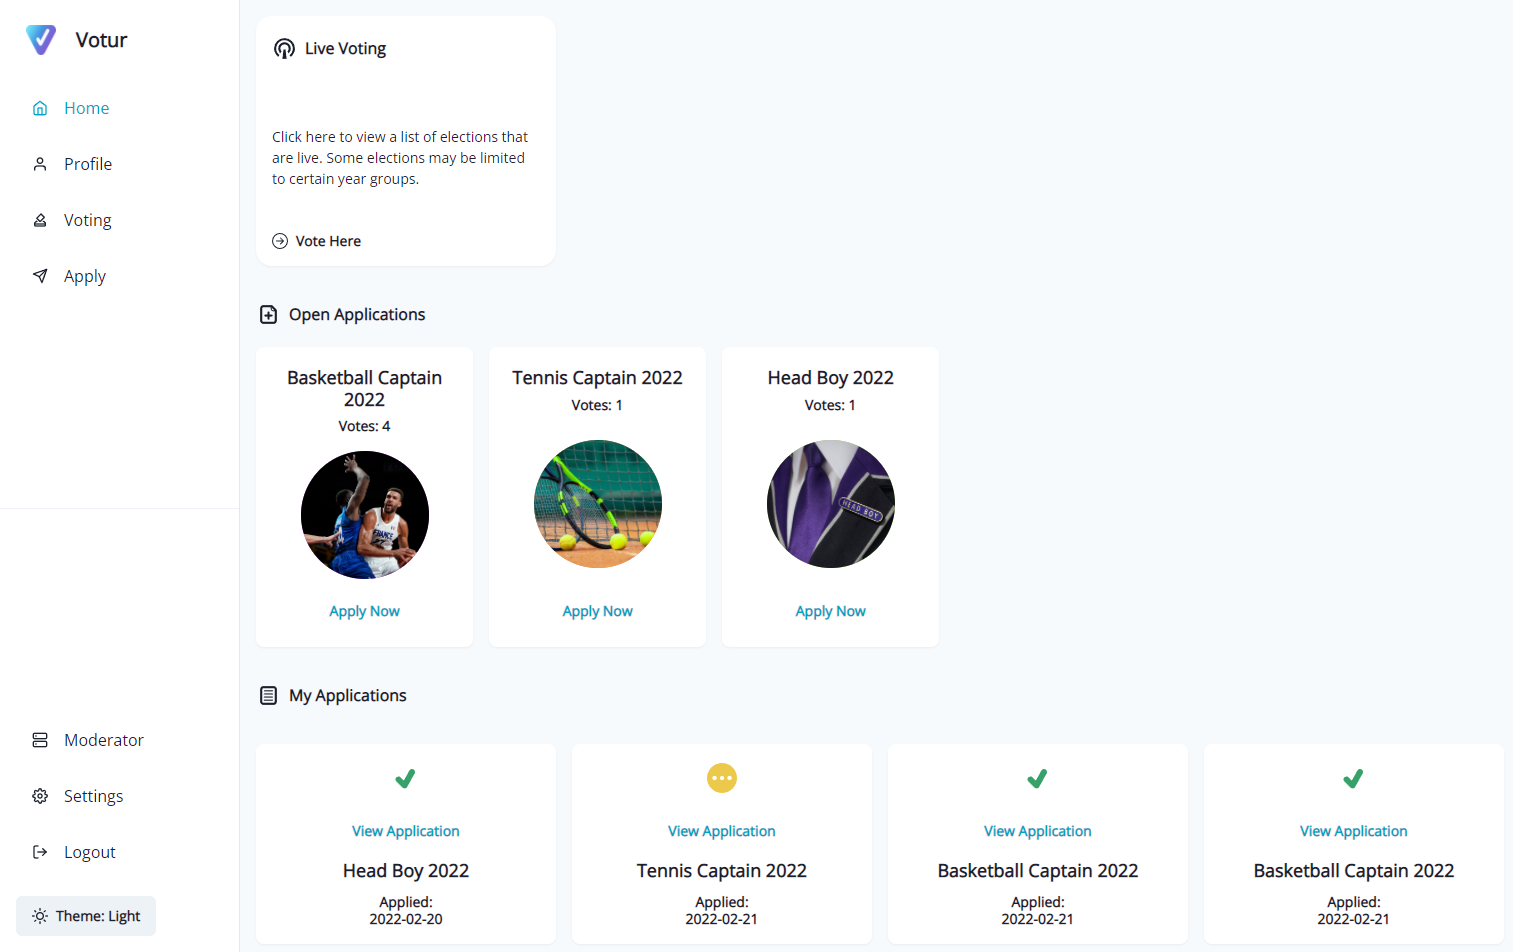 Votur
Home
Profile
Voting
Apply
Moderator
Settings
Logout
Theme: Light
Live Voting
Click here to view a list of elections that
are live. Some elections may be limited
to certain year groups.
Vote Here
Open Applications
Basketball Captain
2022
Votes: 4
FRANCE
Apply Now
Tennis Captain 2022
Votes: 1
Apply Now
Head Boy 2022
Votes: 1
HEAD BOY
Apply Now
My Applications
View Application
Head Boy 2022
Applied:
2022-02-20
View Application
Tennis Captain 2022
Applied:
2022-02-21
View Application
Basketball Captain 2022
Applied:
2022-02-21
View Application
Basketball Captain 2022
Applied:
2022-02-21